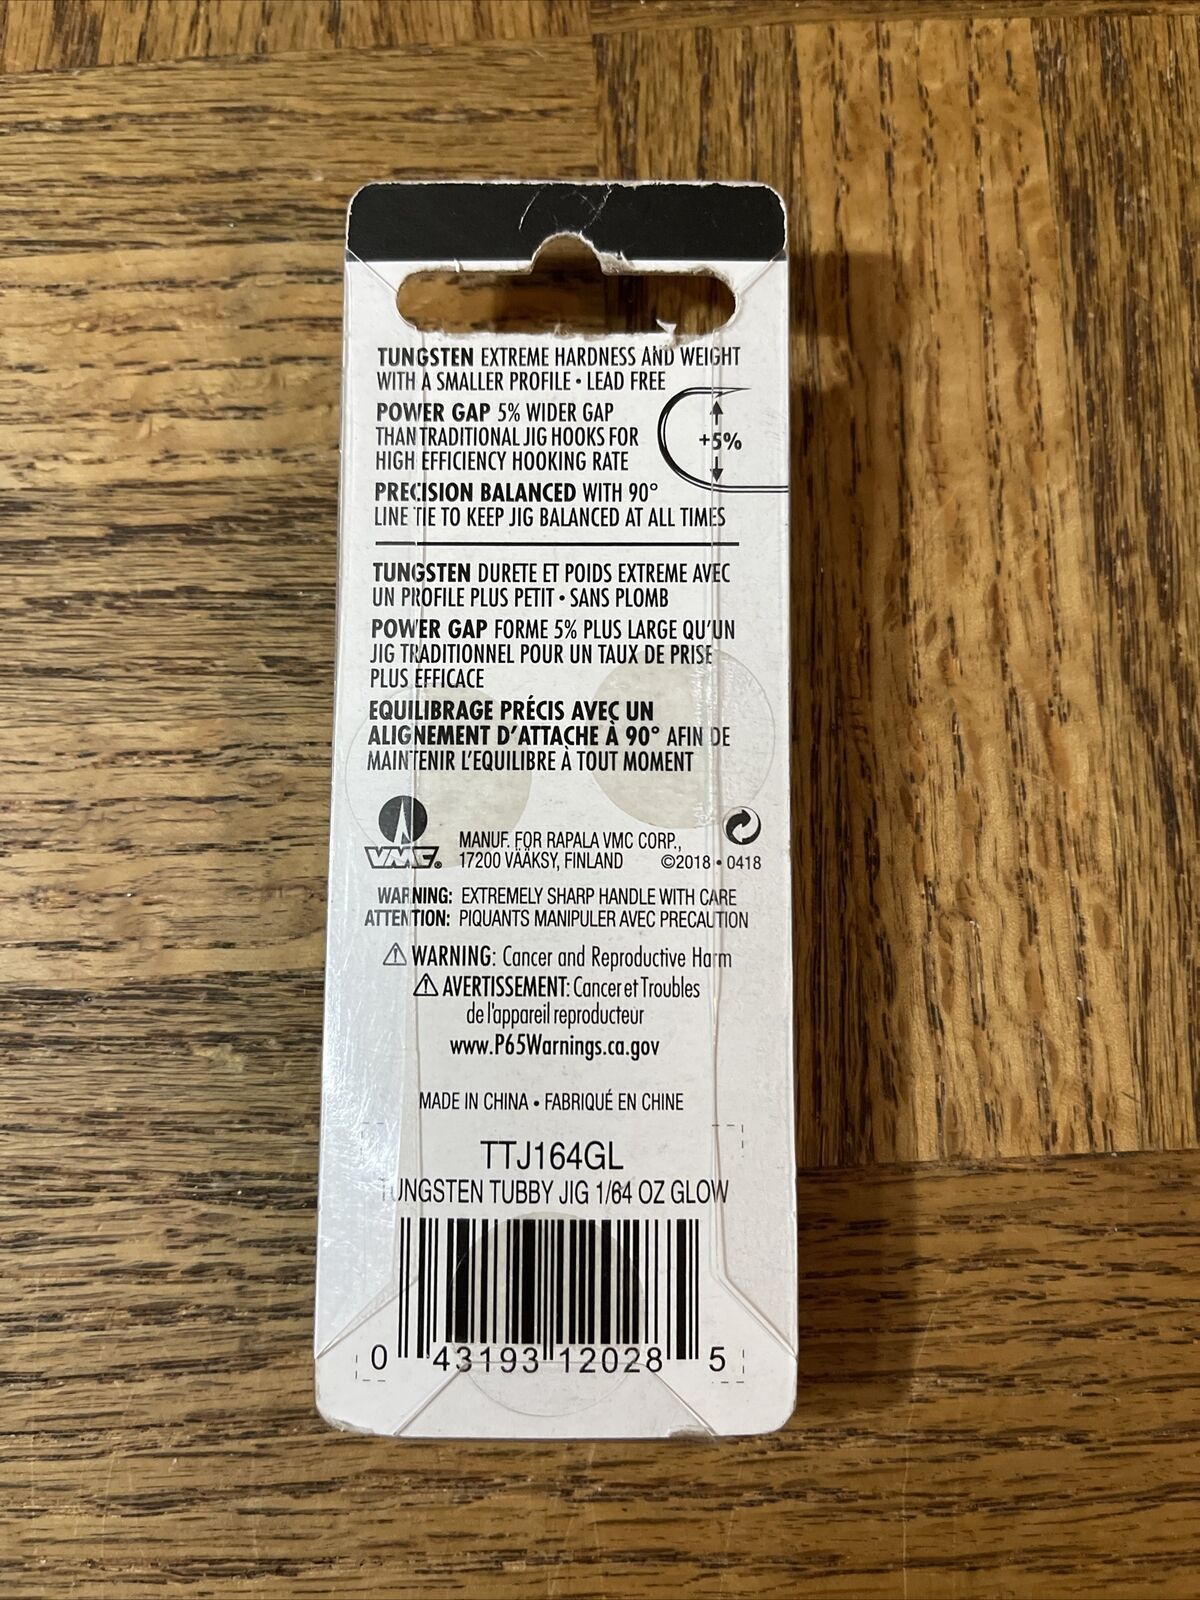 TUNGSTEN EXTREME HARDNESS AND WEIGHT
WITH A SMALLER PROFILE • LEAD FREE
POWER GAP 5% WIDER GAP
THAN TRADITIONAL JIG HOOKS FOR
HIGH EFFICIENCY HOOKING RATE
+5%
PRECISION BALANCED WITH 90°
LINE TIE TO KEEP JIG BALANCED AT ALL TIMES
TUNGSTEN DURETE ET POIDS EXTREME AVEC
UN PROFILE PLUS PETIT • SANS PLOMB
POWER GAP FORME 5% PLUS LARGE QU'UN
JIG TRADITIONNEL POUR UN TAUX DE PRISE
PLUS EFFICACE
EQUILIBRAGE PRÉCIS AVEC UN
ALIGNEMENT D'ATTACHE À 90° AFIN DE
MAINTENIR L'EQUILIBRE À TOUT MOMENT
VMC®
MANUF. FOR RAPALA VMC CORP.,
17200 VÄÄKSY, FINLAND ©2018 • 0418
WARNING: EXTREMELY SHARP HANDLE WITH CARE
ATTENTION: PIQUANTS MANIPULER AVEC PRECAUTION
⚠ WARNING: Cancer and Reproductive Harm
⚠ AVERTISSEMENT: Cancer et Troubles
de l'appareil reproducteur
www.P65Warnings.ca.gov
MADE IN CHINA • FABRIQUÉ EN CHINE
TTJ164GL
TUNGSTEN TUBBY JIG 1/64 OZ GLOW
0 43193 12028 5